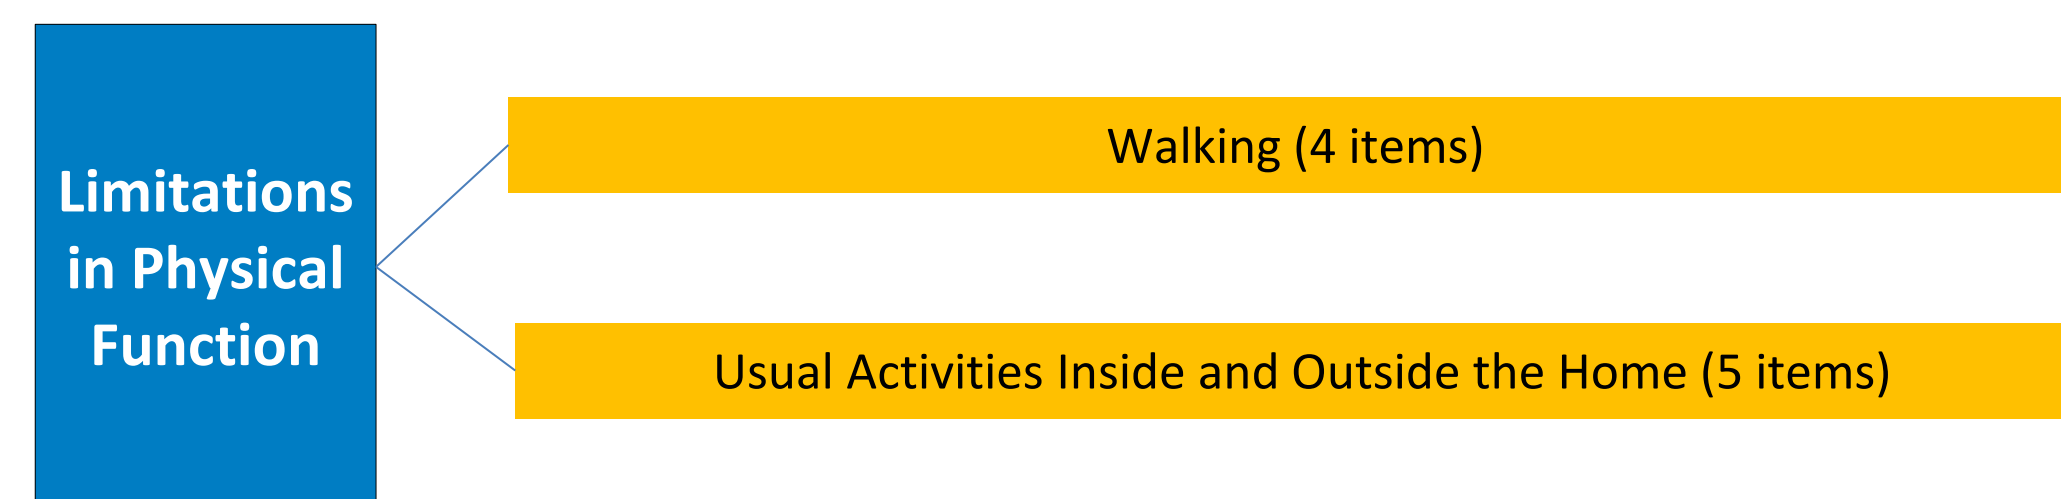 Limitations
in Physical
Function
Walking (4 items)
Usual Activities Inside and Outside the Home (5 items)